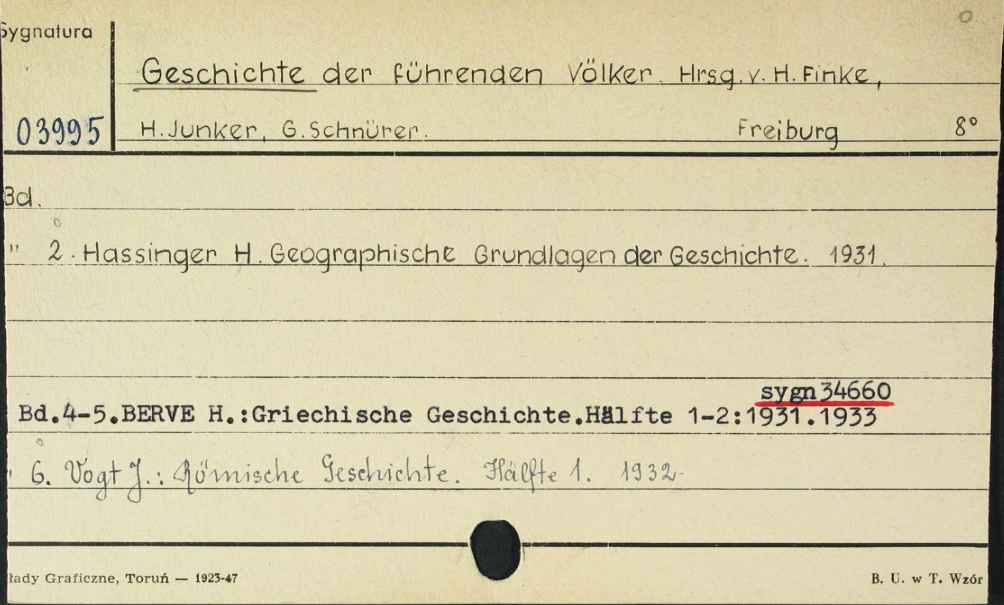 Sygnatura
Geschichte der führenden Völker. Hrsg. v. H. Finke,
03995 H. Junker, G. Schnürer. Freiburg 8°
Bd.
" 2. Hassinger H. Geographische Grundlagen der Geschichte. 1931.
sygn 34660
Bd.4-5.BERVE H.:Griechische Geschichte.Hälfte 1-2:1931.1933
" 6. Vogt J.: Römische Geschichte. Hälfte 1. 1932
łady Graficzne, Toruń — 1923-47 B. U. w T. Wzór